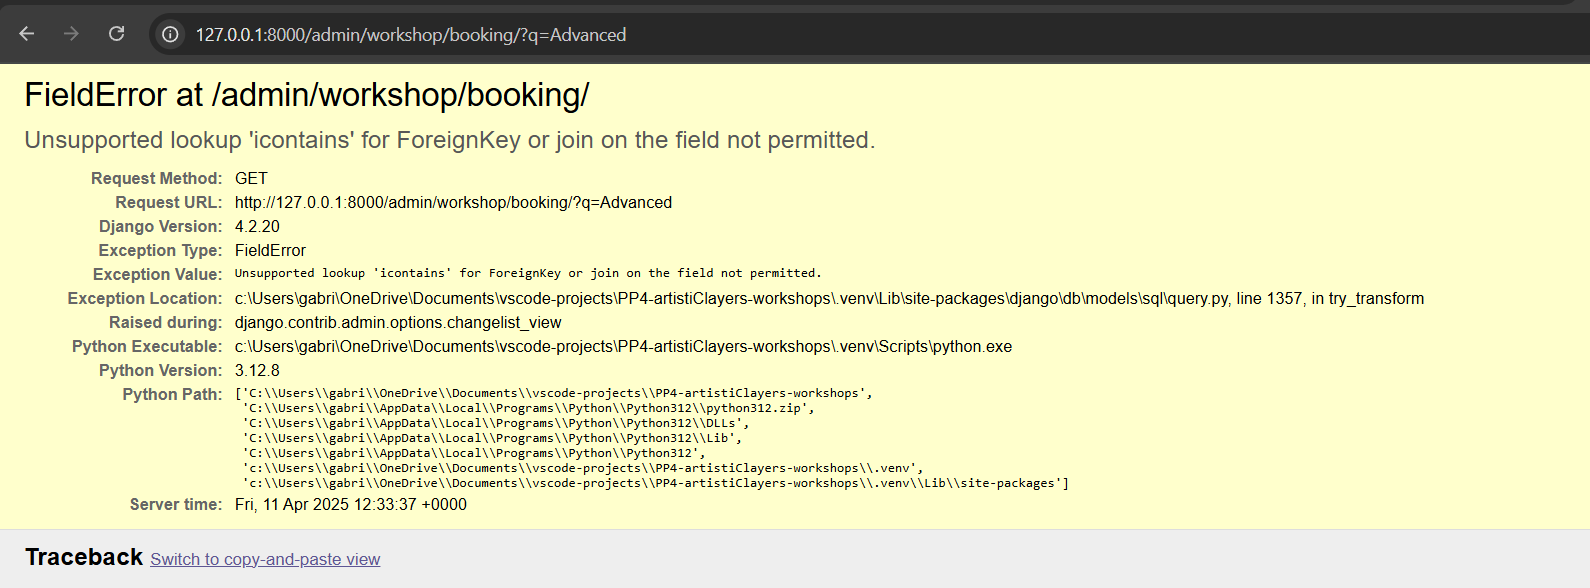 127.0.0.1:8000/admin/workshop/booking/?q=Advanced
FieldError at /admin/workshop/booking/
Unsupported lookup 'icontains' for ForeignKey or join on the field not permitted.
Request Method: GET
Request URL: http://127.0.0.1:8000/admin/workshop/booking/?q=Advanced
Django Version: 4.2.20
Exception Type: FieldError
Exception Value: Unsupported lookup 'icontains' for ForeignKey or join on the field not permitted.
Exception Location: c:\Users\gabri\OneDrive\Documents\vscode-projects\PP4-artistiClayers-workshops\.venv\Lib\site-packages\django\db\models\sql\query.py, line 1357, in try_transform
Raised during: django.contrib.admin.options.changelist_view
Python Executable: c:\Users\gabri\OneDrive\Documents\vscode-projects\PP4-artistiClayers-workshops\.venv\Scripts\python.exe
Python Version: 3.12.8
Python Path: ['C:\\Users\\gabri\\OneDrive\\Documents\\vscode-projects\\PP4-artistiClayers-workshops',
'C:\\Users\\gabri\\AppData\\Local\\Programs\\Python\\Python312\\python312.zip',
'C:\\Users\\gabri\\AppData\\Local\\Programs\\Python\\Python312\\DLLs',
'C:\\Users\\gabri\\AppData\\Local\\Programs\\Python\\Python312\\Lib',
'C:\\Users\\gabri\\AppData\\Local\\Programs\\Python\\Python312',
'c:\\Users\\gabri\\OneDrive\\Documents\\vscode-projects\\PP4-artistiClayers-workshops\\.venv',
'c:\\Users\\gabri\\OneDrive\\Documents\\vscode-projects\\PP4-artistiClayers-workshops\\.venv\\Lib\\site-packages']
Server time: Fri, 11 Apr 2025 12:33:37 +0000
Traceback Switch to copy-and-paste view